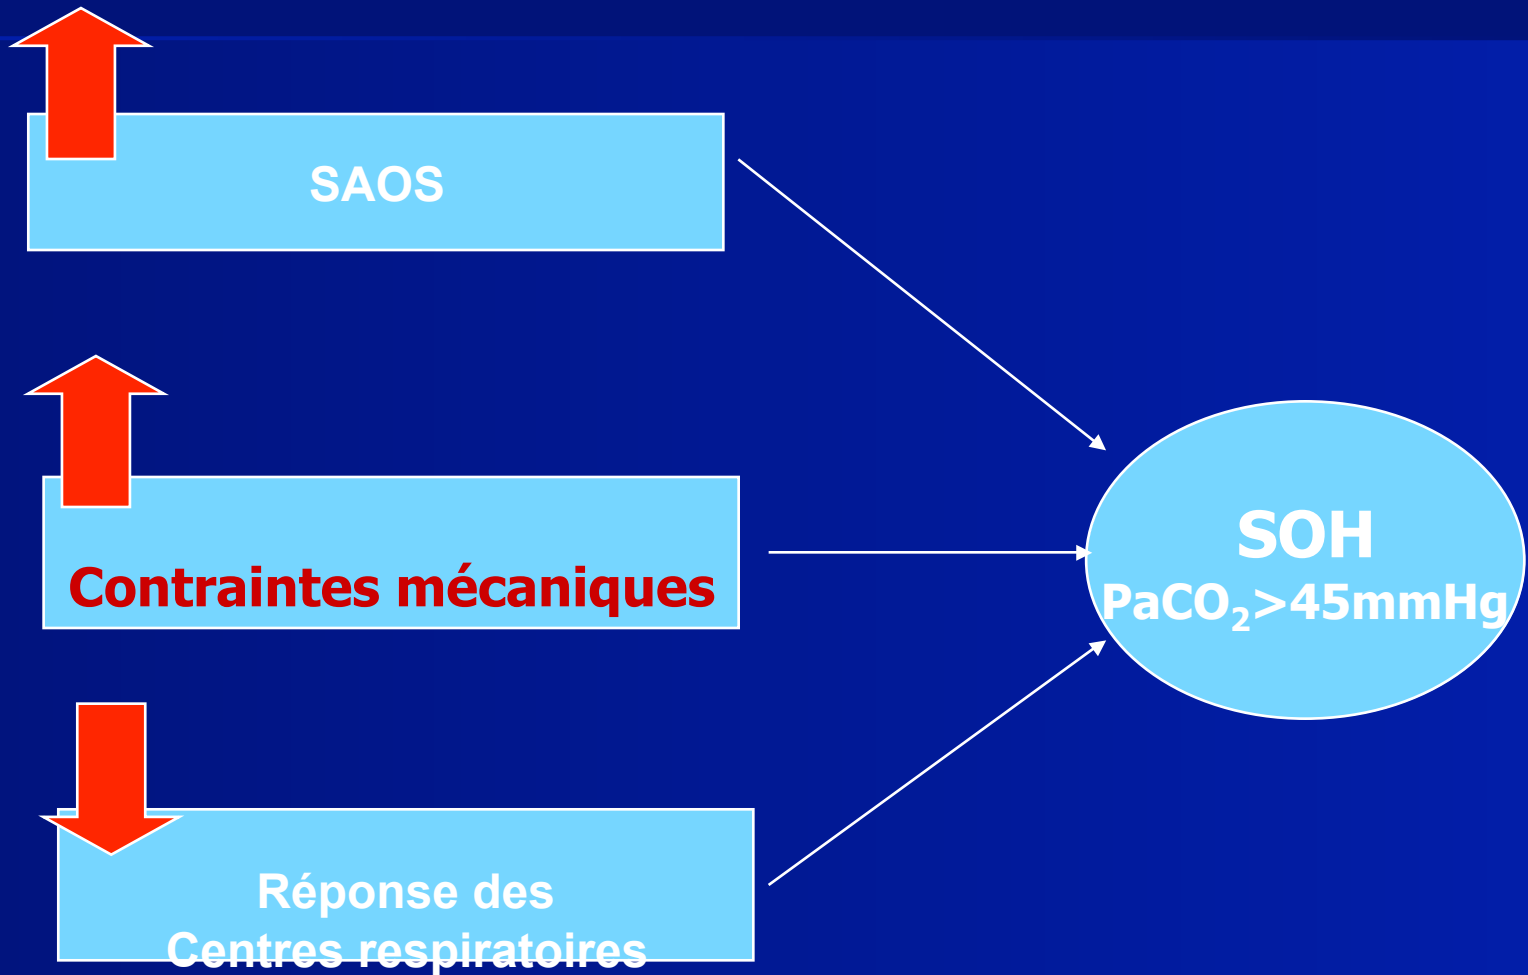 SAOS
Contraintes mécaniques
SOH
PaCO₂>45mmHg
Réponse des
Centres respiratoires